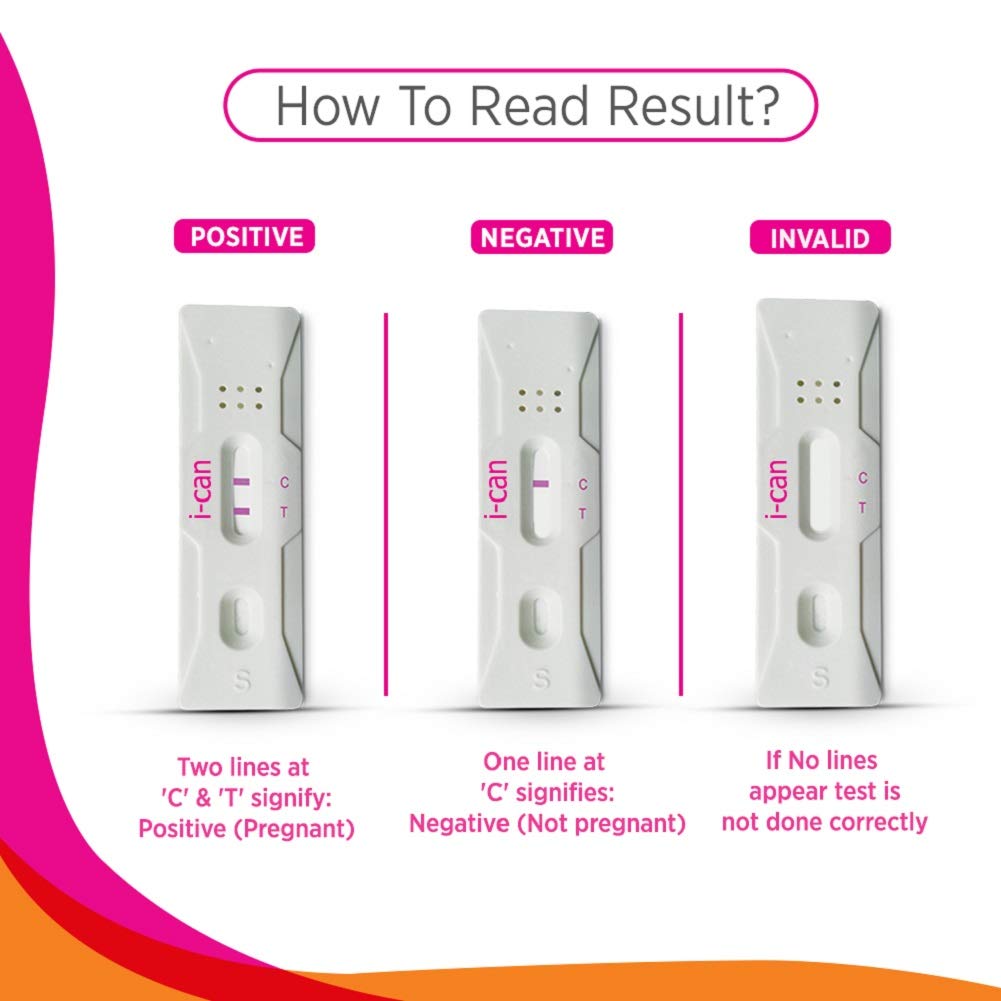 How To Read Result?
POSITIVE
NEGATIVE
INVALID
i-can
C
T
S
i-can
C
T
S
i-can
C
T
S
Two lines at
'C' & 'T' signify:
Positive (Pregnant)
One line at
'C' signifies:
Negative (Not pregnant)
If No lines
appear test is
not done correctly